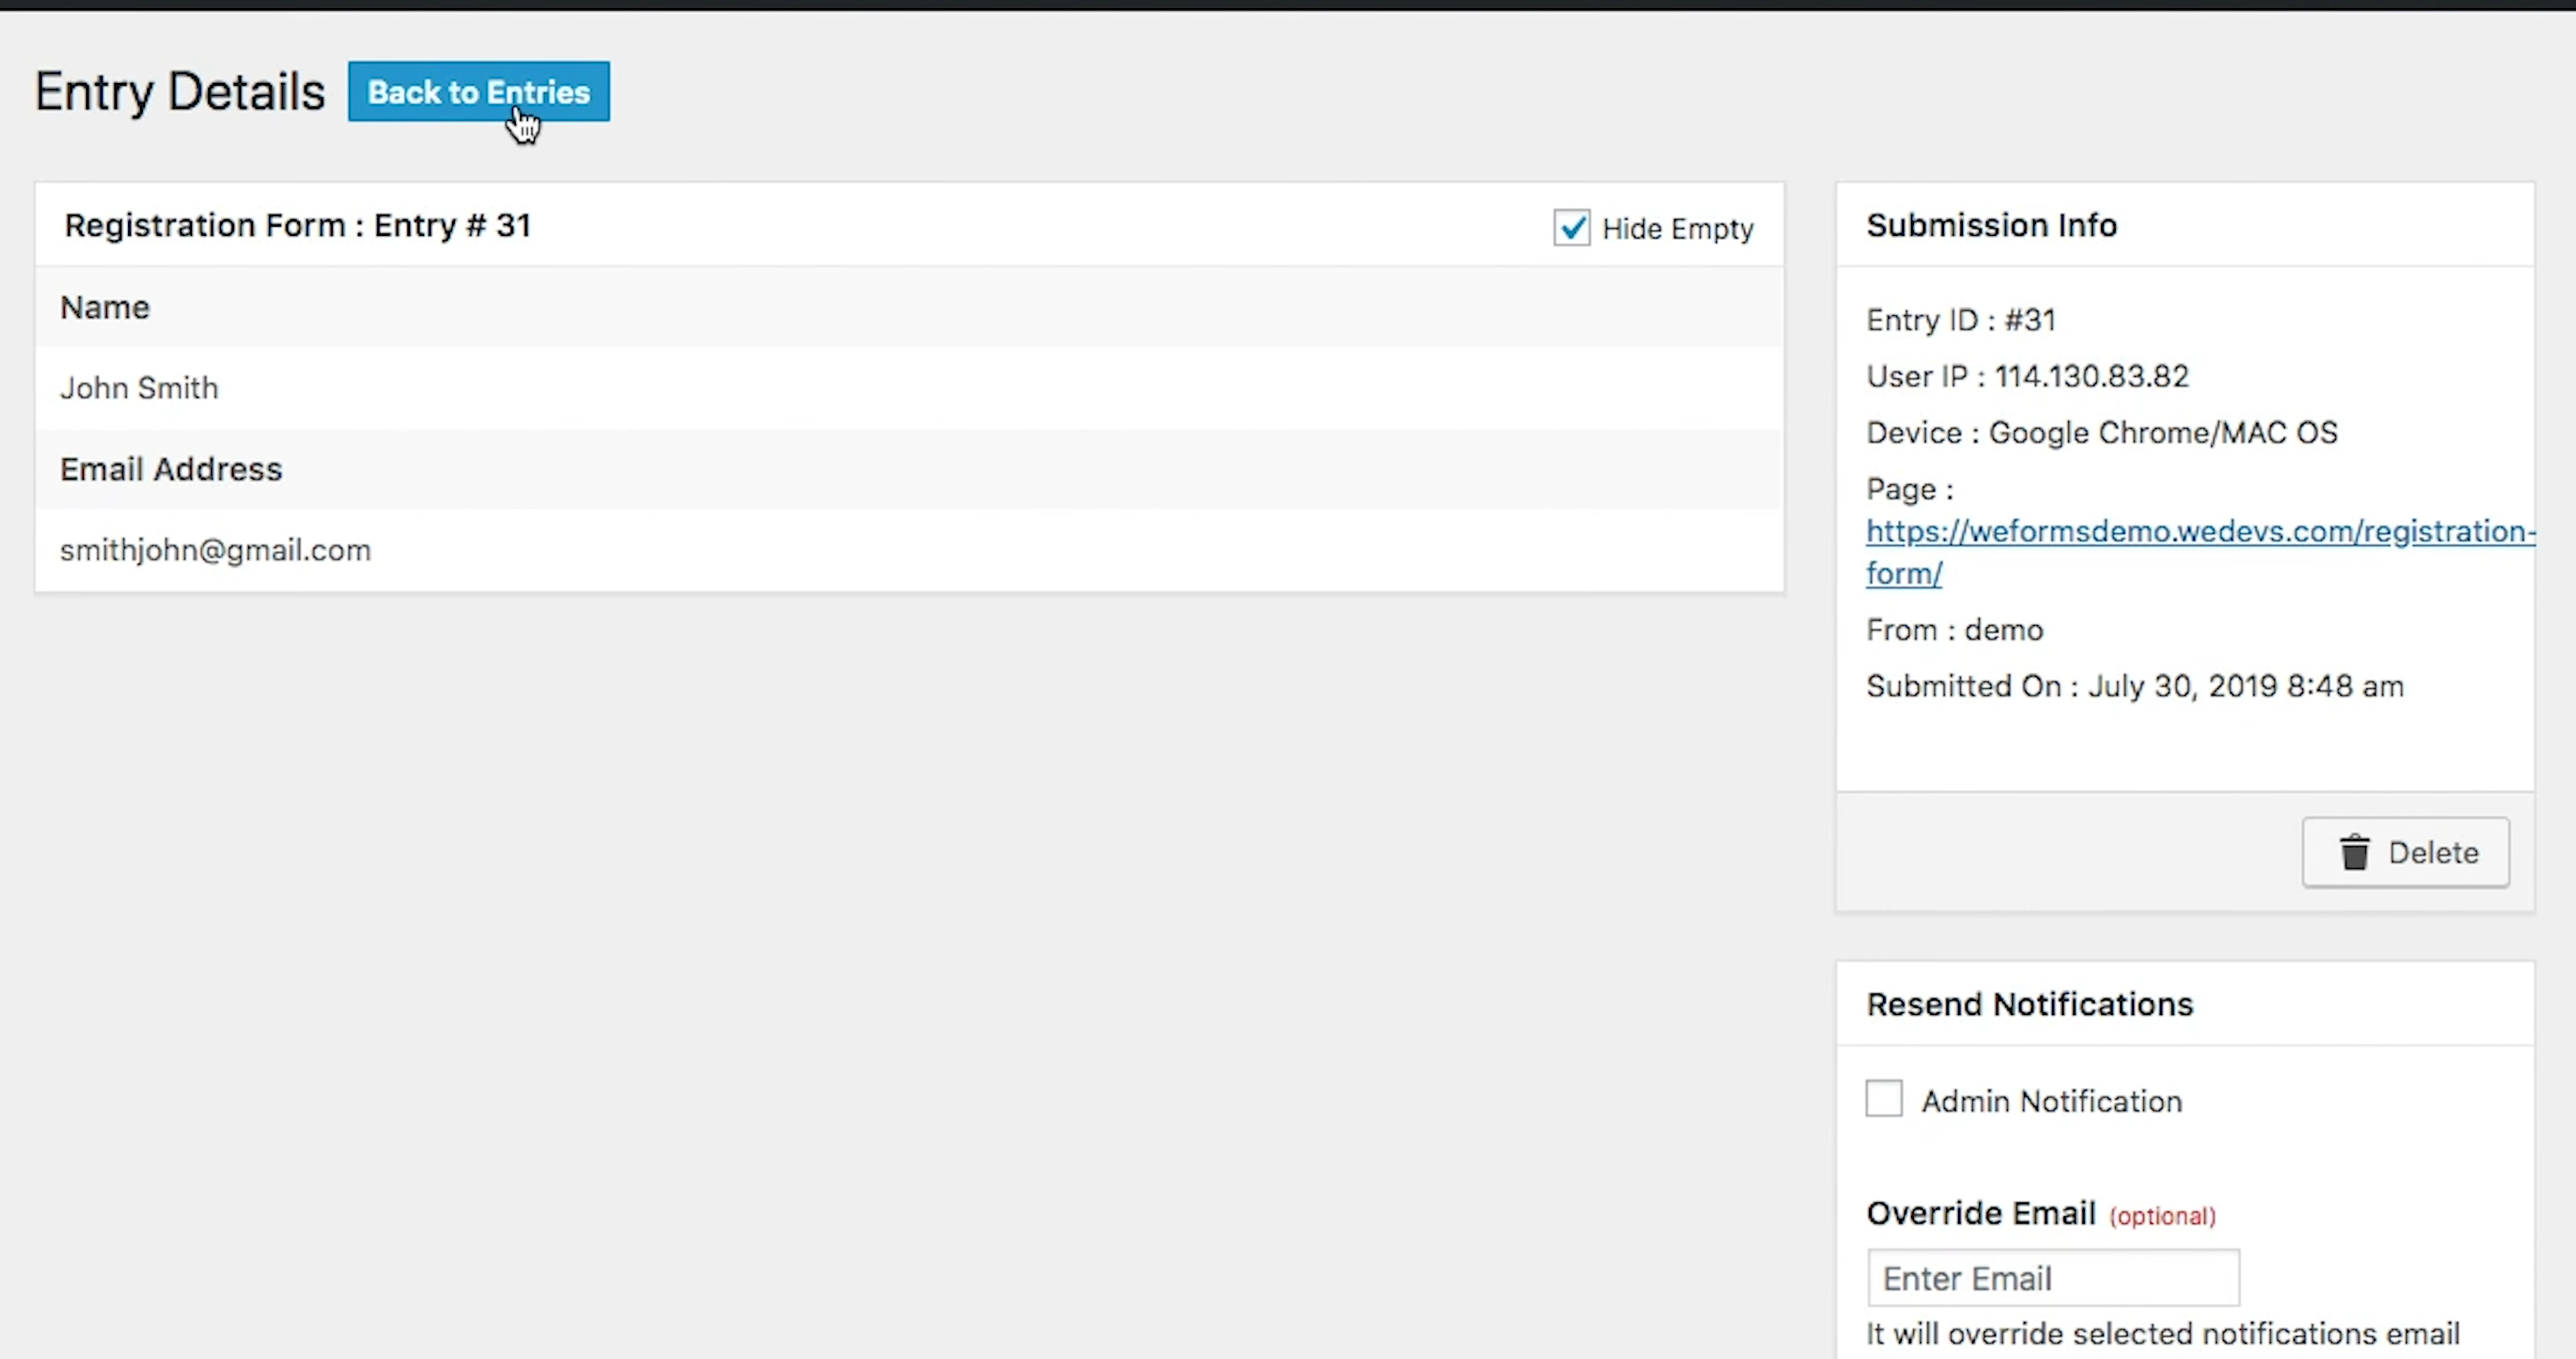 Entry Details
Back to Entries
Registration Form : Entry # 31
Hide Empty
Name
John Smith
Email Address
smithjohn@gmail.com
Submission Info
Entry ID : #31
User IP : 114.130.83.82
Device : Google Chrome/MAC OS
Page :
https://weformsdemo.wedevs.com/registration-
form/
From : demo
Submitted On : July 30, 2019 8:48 am
Delete
Resend Notifications
Admin Notification
Override Email (optional)
Enter Email
It will override selected notifications email